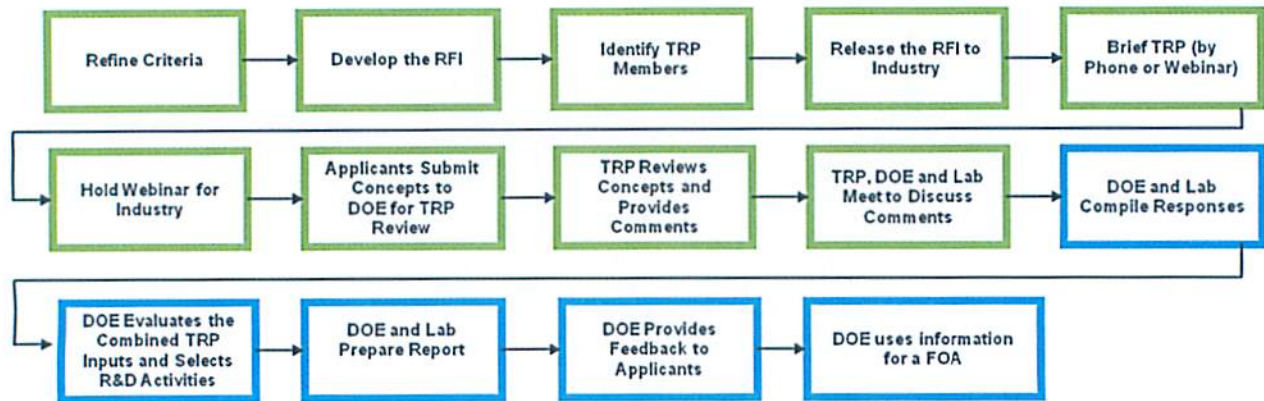 Refine Criteria
Develop the RFI
Identify TRP
Members
Release the RFI to
Industry
Brief TRP (by
Phone or Webinar)
Hold Webinar for
Industry
Applicants Submit
Concepts to
DOE for TRP
Review
TRP Reviews
Concepts and
Provides
Comments
TRP, DOE and Lab
Meet to Discuss
Comments
DOE and Lab
Compile Responses
DOE Evaluates the
Combined TRP
Inputs and Selects
R&D Activities
DOE and Lab
Prepare Report
DOE Provides
Feedback to
Applicants
DOE uses information
for a FOA